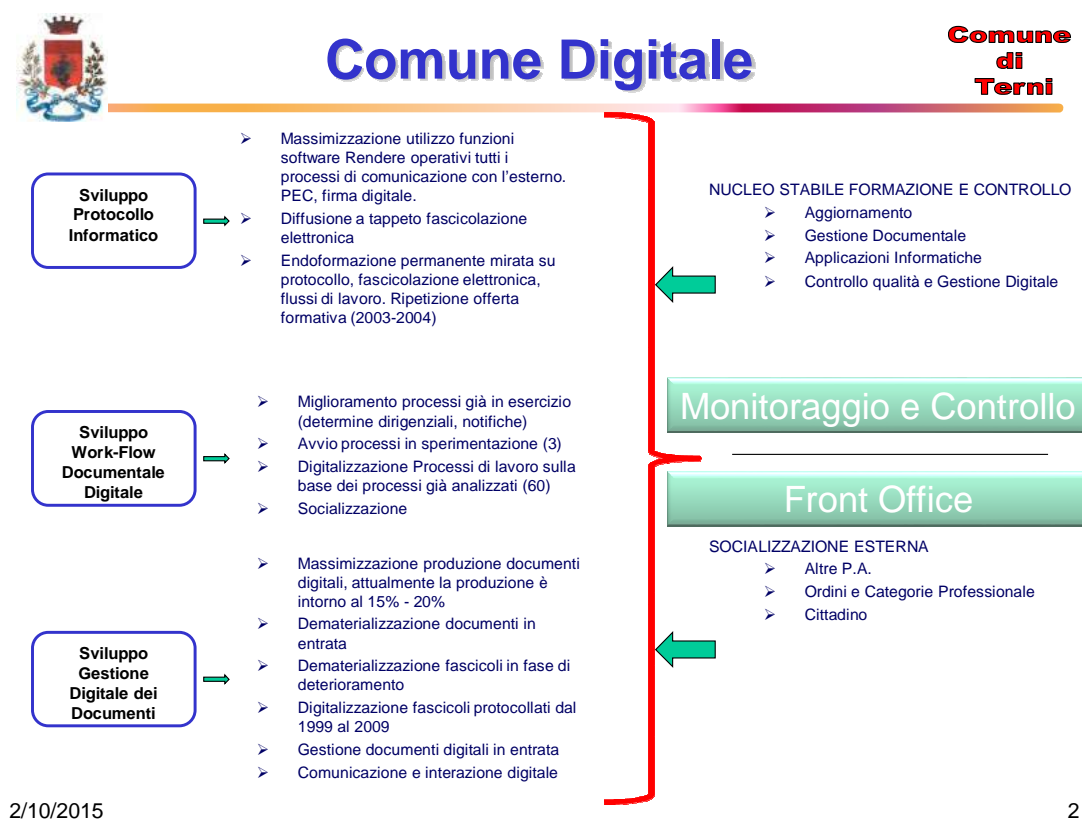 Comune Digitale
Comune
di
Terni
Sviluppo
Protocollo
Informatico
Massimizzazione utilizzo funzioni
software Rendere operativi tutti i
processi di comunicazione con l'esterno.
PEC, firma digitale.
Diffusione a tappeto fascicolazione
elettronica
Endoformazione permanente mirata su
protocollo, fascicolazione elettronica,
flussi di lavoro. Ripetizione offerta
formativa (2003-2004)
Sviluppo
Work-Flow
Documentale
Digitale
Miglioramento processi già in esercizio
(determine dirigenziali, notifiche)
Avvio processi in sperimentazione (3)
Digitalizzazione Processi di lavoro sulla
base dei processi già analizzati (60)
Socializzazione
Sviluppo
Gestione
Digitale dei
Documenti
Massimizzazione produzione documenti
digitali, attualmente la produzione è
intorno al 15% - 20%
Dematerializzazione documenti in
entrata
Dematerializzazione fascicoli in fase di
deterioramento
Digitalizzazione fascicoli protocollati dal
1999 al 2009
Gestione documenti digitali in entrata
Comunicazione e interazione digitale
NUCLEO STABILE FORMAZIONE E CONTROLLO
Aggiornamento
Gestione Documentale
Applicazioni Informatiche
Controllo qualità e Gestione Digitale
Monitoraggio e Controllo
Front Office
SOCIALIZZAZIONE ESTERNA
Altre P.A.
Ordini e Categorie Professionale
Cittadino
2/10/2015
2